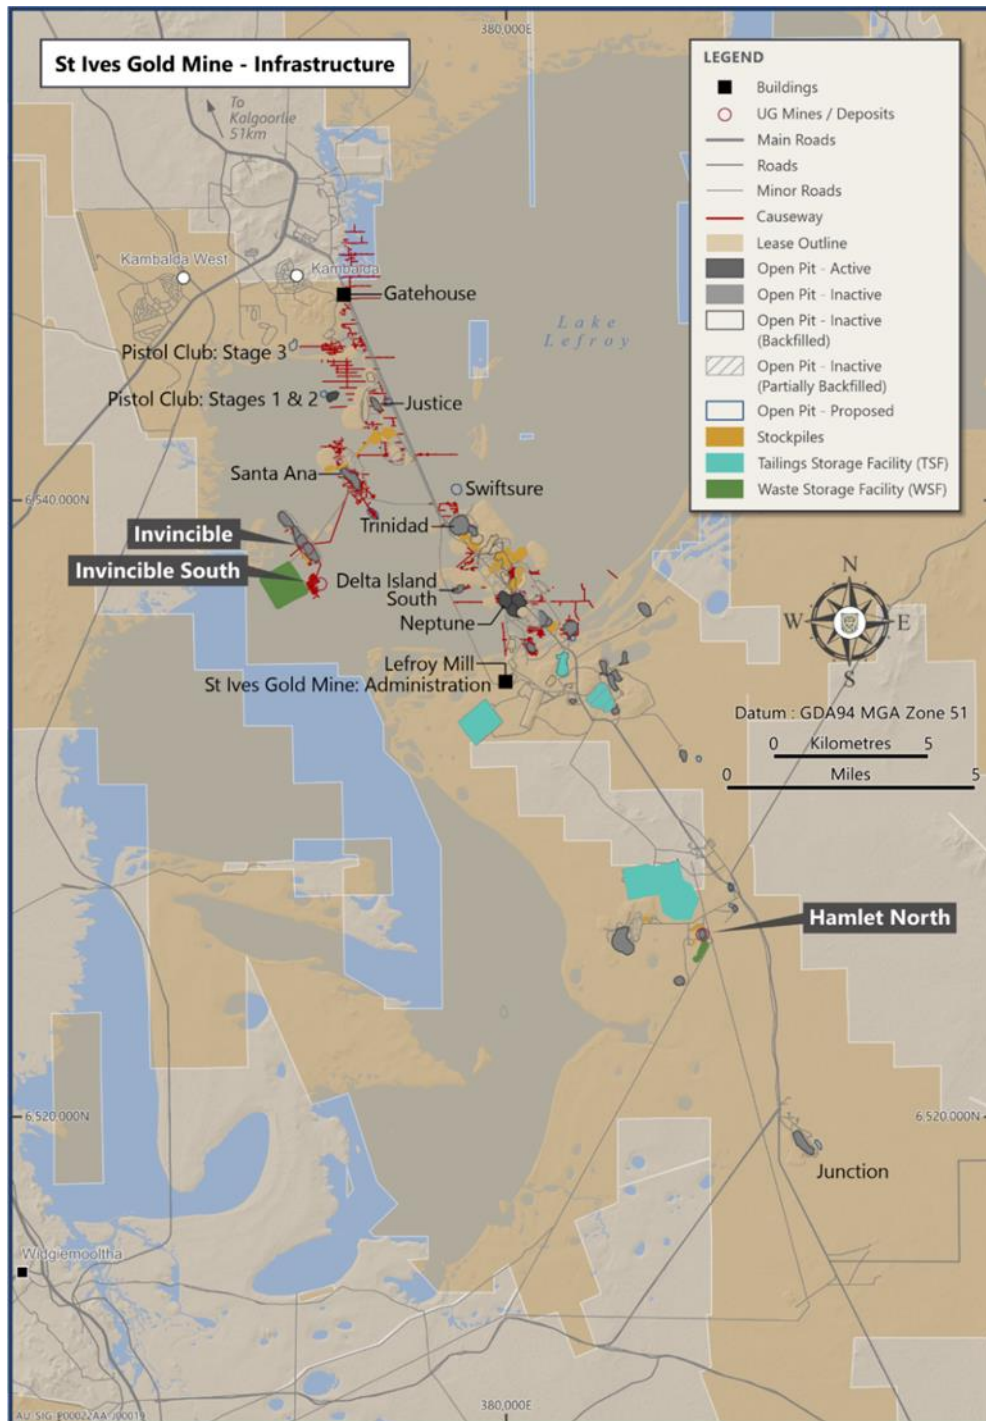 380,000E
St Ives Gold Mine - Infrastructure
To
Kalgoorlie
51km
LEGEND
Buildings
UG Mines / Deposits
Main Roads
Roads
Minor Roads
Causeway
Lease Outline
Open Pit - Active
Open Pit - Inactive
Open Pit - Inactive
(Backfilled)
Open Pit - Inactive
(Partially Backfilled)
Open Pit - Proposed
Stockpiles
Tailings Storage Facility (TSF)
Waste Storage Facility (WSF)
Kambalda West
Kambalda
Gatehouse
Lake
Lefroy
Pistol Club: Stage 3
Pistol Club: Stages 1 & 2
Justice
Santa Ana
Swiftsure
6,540,000N
Trinidad
Invincible
Invincible South
Delta Island
South
Neptune
N
W
E
S
Lefroy Mill
St Ives Gold Mine: Administration
Datum : GDA94 MGA Zone 51
0 Kilometres 5
0 Miles 5
Hamlet North
6,520,000N
6,520,000N
Junction
Widgiemooltha
380,000E